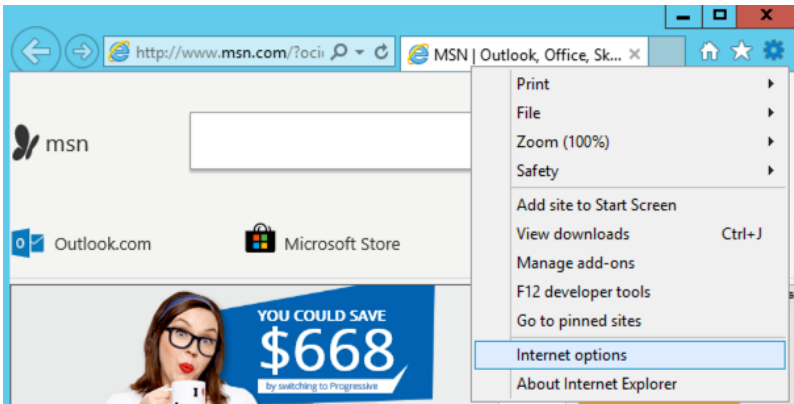 http://www.msn.com/?oci
MSN | Outlook, Office, Sk...
msn
Outlook.com
Microsoft Store
YOU COULD SAVE
$668
by switching to Progressive
Print
File
Zoom (100%)
Safety
Add site to Start Screen
View downloads Ctrl+J
Manage add-ons
F12 developer tools
Go to pinned sites
Internet options
About Internet Explorer